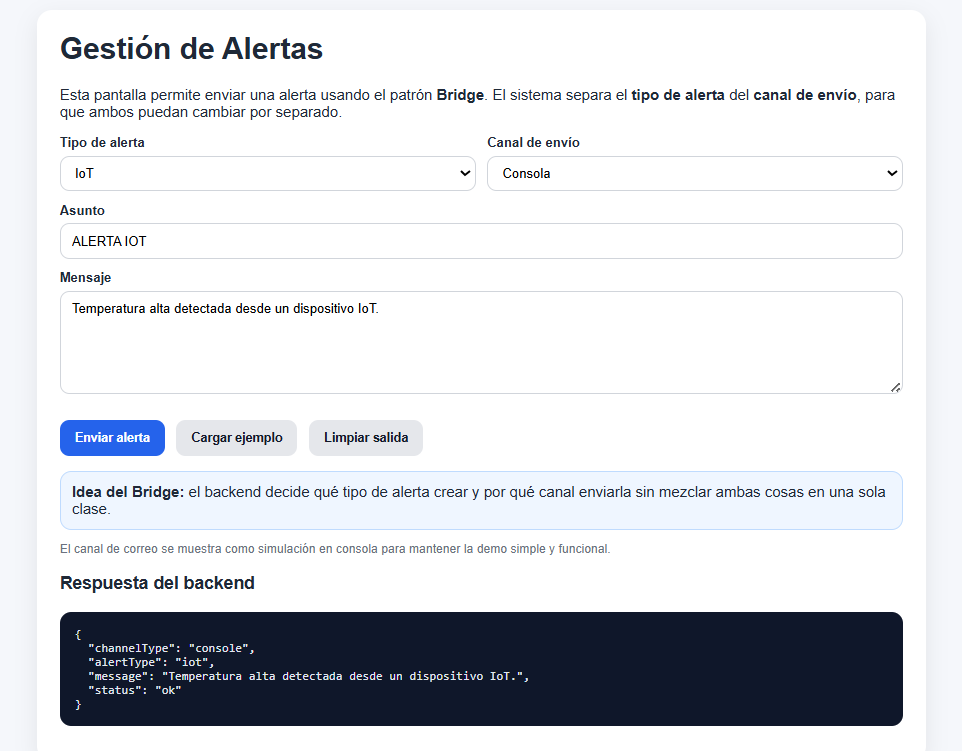 Gestión de Alertas
Esta pantalla permite enviar una alerta usando el patrón Bridge. El sistema separa el tipo de alerta del canal de envío, para
que ambos puedan cambiar por separado.
Tipo de alerta
Canal de envío
IoT
Consola
Asunto
ALERTA IOT
Mensaje
Temperatura alta detectada desde un dispositivo IoT.
Enviar alerta
Cargar ejemplo
Limpiar salida
Idea del Bridge: el backend decide qué tipo de alerta crear y por qué canal enviarla sin mezclar ambas cosas en una sola
clase.
El canal de correo se muestra como simulación en consola para mantener la demo simple y funcional.
Respuesta del backend
{
  "channelType": "console",
  "alertType": "iot",
  "message": "Temperatura alta detectada desde un dispositivo IoT.",
  "status": "ok"
}